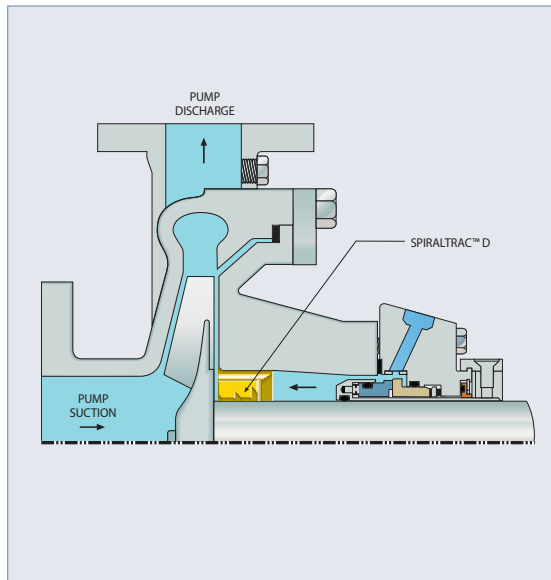 PUMP
DISCHARGE
SPIRALTRAC™ D
PUMP
SUCTION